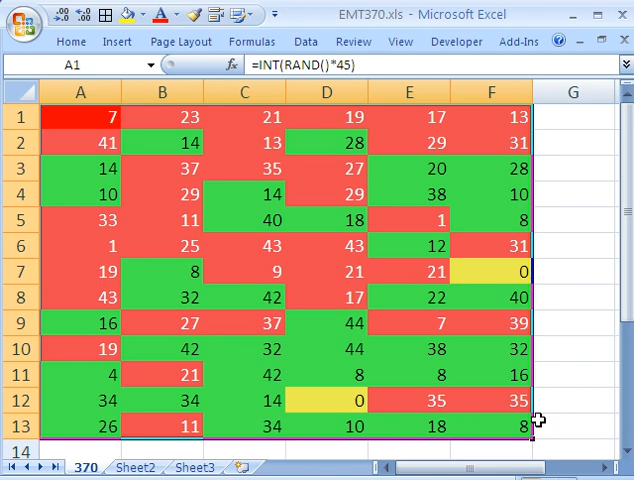 EMT370.xls - Microsoft Excel
Home Insert Page Layout Formulas Data Review View Developer Add-Ins
A1 fx =INT(RAND()*45)
A B C D E F G
1 7 23 21 19 17 13
2 41 14 13 28 29 31
3 14 37 35 27 20 28
4 10 29 14 29 38 10
5 33 11 40 18 1 8
6 1 25 43 43 12 31
7 19 8 9 21 21 0
8 43 32 42 17 22 40
9 16 27 37 44 7 39
10 19 42 32 44 38 32
11 4 21 42 8 8 16
12 34 34 14 0 35 35
13 26 11 34 10 18 8
14
370 Sheet2 Sheet3